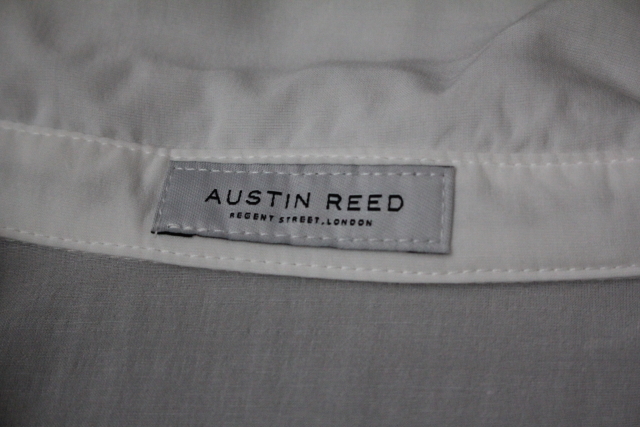 AUSTIN REED
REGENT STREET, LONDON